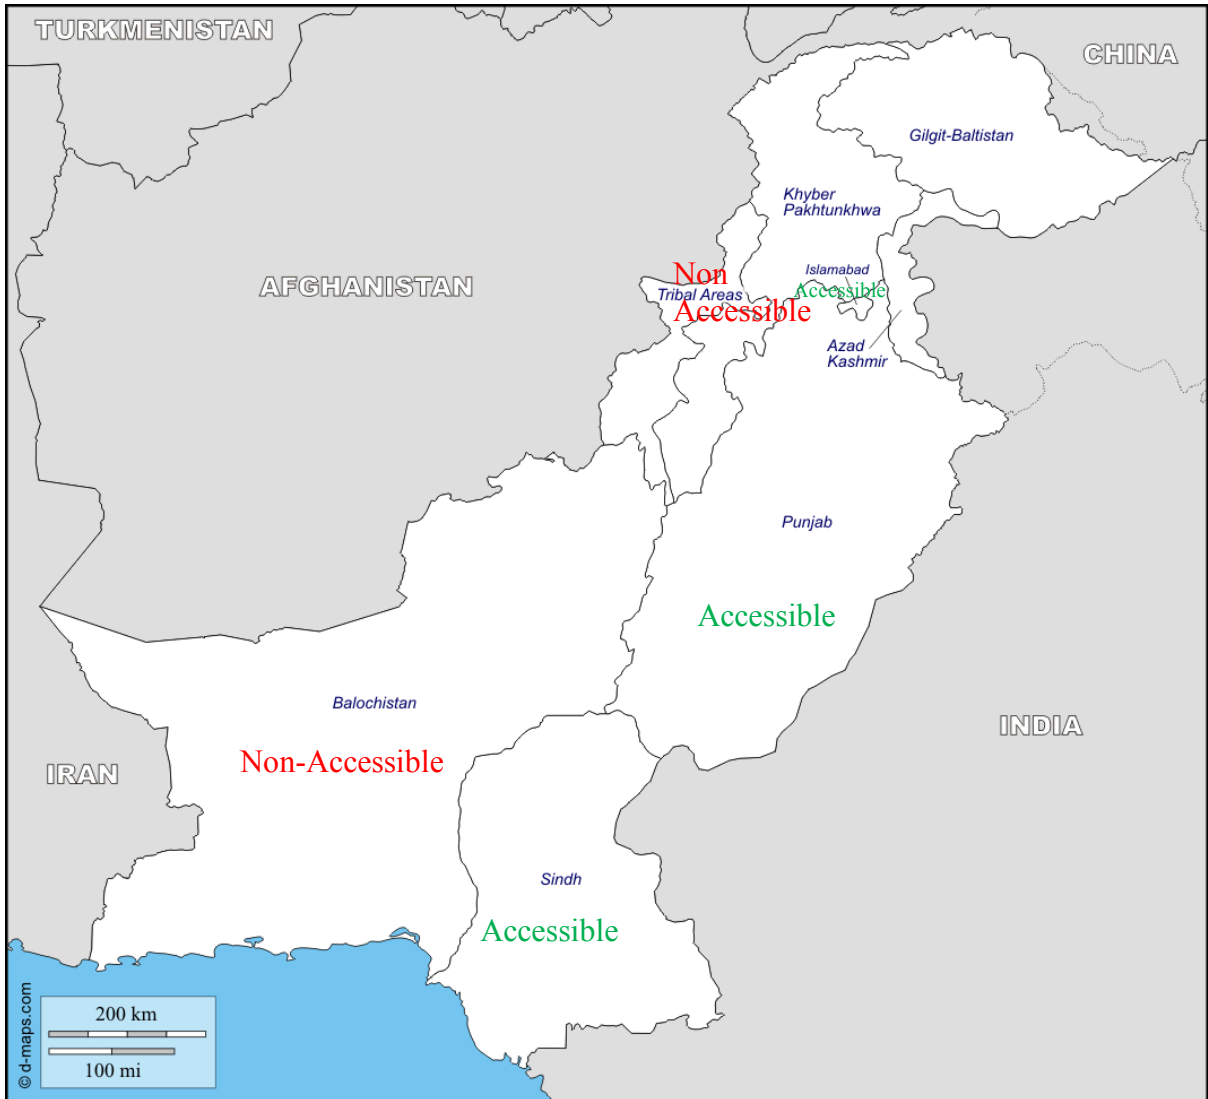 TURKMENISTAN
CHINA
Gilgit-Baltistan
Khyber
Pakhtunkhwa
AFGHANISTAN
Non
Accessible
Tribal Areas
Islamabad
Accessible
Azad
Kashmir
Punjab
Accessible
Balochistan
Non-Accessible
INDIA
IRAN
Sindh
Accessible
200 km
100 mi
© d-maps.com